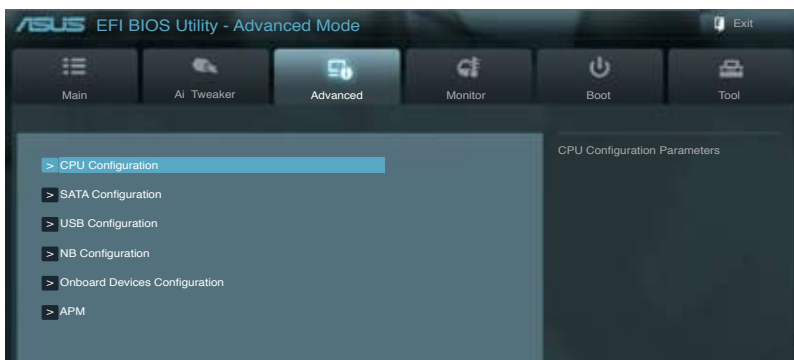 ASUS EFI BIOS Utility - Advanced Mode
Exit
Main
Ai Tweaker
Advanced
Monitor
Boot
Tool
> CPU Configuration
> SATA Configuration
> USB Configuration
> NB Configuration
> Onboard Devices Configuration
> APM
CPU Configuration Parameters